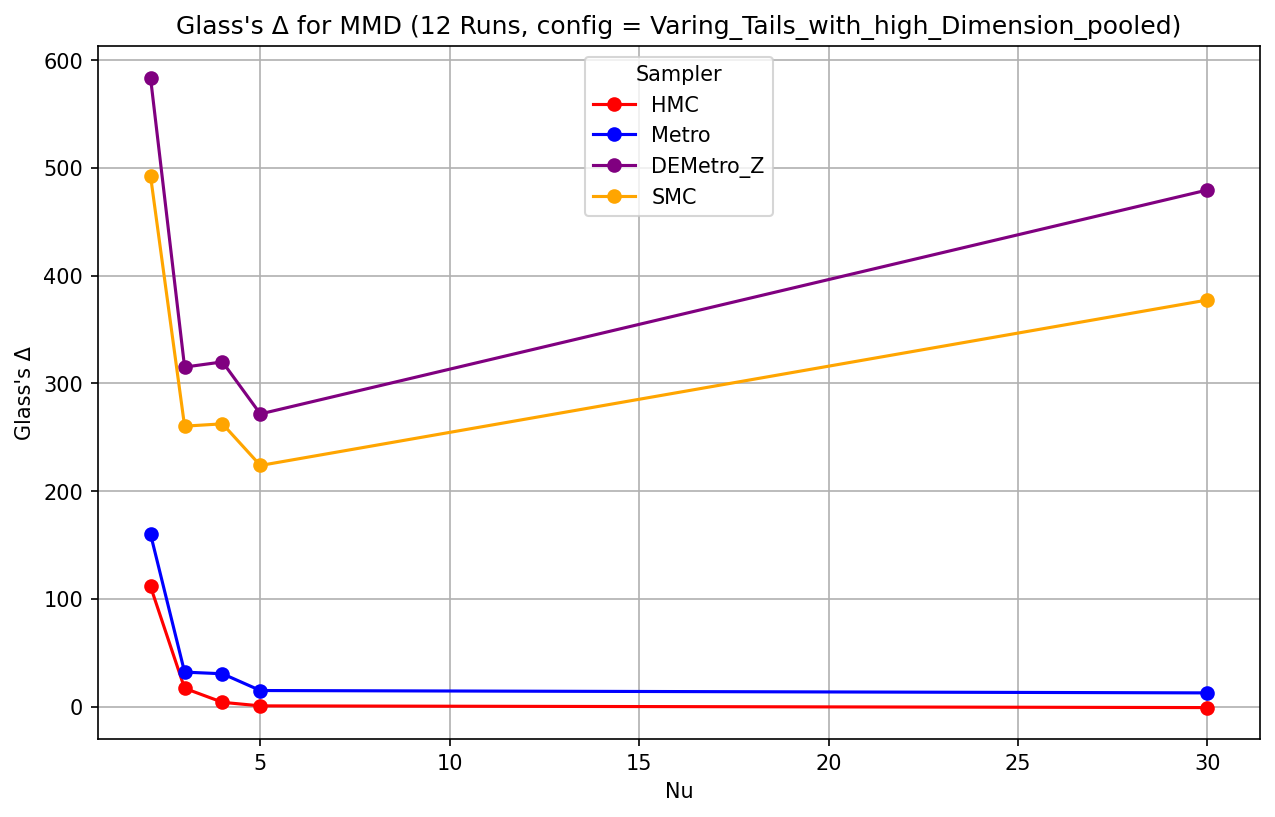 Glass's Δ for MMD (12 Runs, config = Varing_Tails_with_high_Dimension_pooled)
Sampler
HMC
Metro
DEMetro_Z
SMC
600
500
400
300
200
100
0
Glass's Δ
5
10
15
20
25
30
Nu